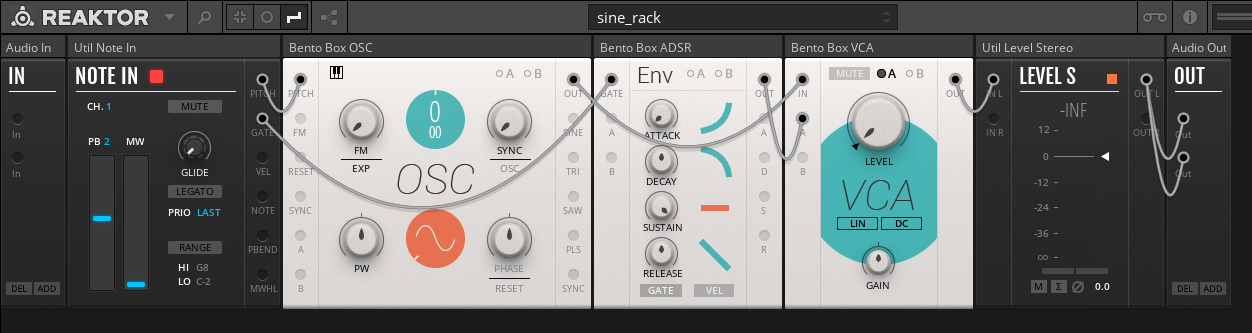 REAKTOR
sine_rack
Audio In
Util Note In
Bento Box OSC
Bento Box ADSR
Bento Box VCA
Util Level Stereo
Audio Out
IN
In
In
DEL ADD
NOTE IN
CH. 1
MUTE
PB 2 MW
GLIDE
LEGATO
PRIO LAST
RANGE
HI G8
LO C-2
PITCH
GATE
VEL
NOTE
PBEND
MWHL
PITCH
FM
RESET
SYNC
A
B
A B
0
00
FM
EXP
SYNC
OSC
OSC
PW
PHASE
RESET
OUT
SINE
TRI
SAW
PLS
SYNC
GATE
A
B
Env
A B
ATTACK
DECAY
SUSTAIN
RELEASE
GATE VEL
OUT
A
D
S
R
IN
A
B
MUTE A B
LEVEL
VCA
LIN DC
GAIN
OUT
IN L
IN R
LEVEL S
-INF
12
0
-12
-24
-36
∞
M Σ Ø 0.0
OUT L
OUT R
OUT
Out
Out
DEL ADD